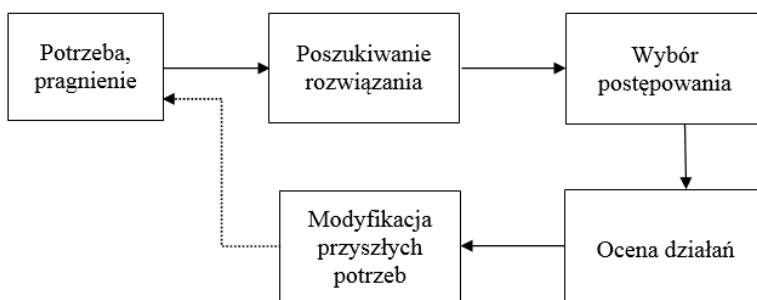 Potrzeba,
pragnienie
Poszukiwanie
rozwiązania
Wybór
postępowania
Ocena działań
Modyfikacja
przyszłych
potrzeb